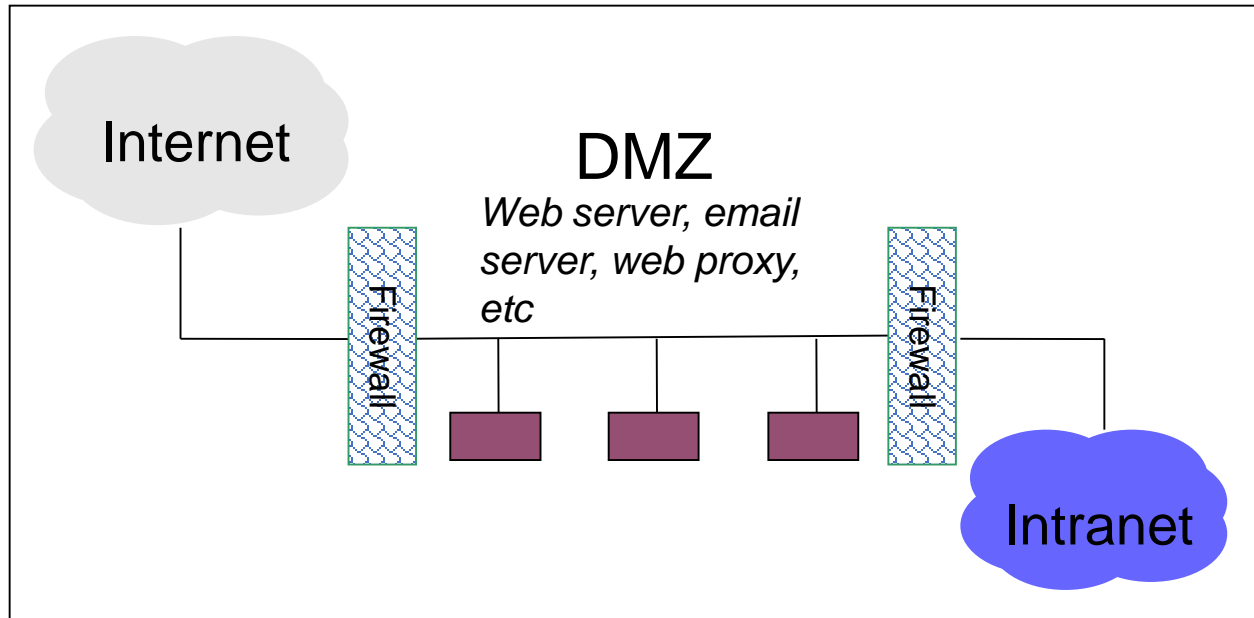 Internet
DMZ
Web server, email
server, web proxy,
etc
Firewall
Firewall
Intranet